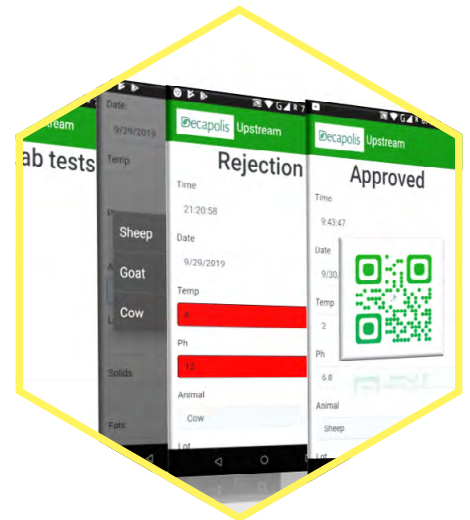 eam
ab tests
Date
9/29/2019
Temp
Sheep
Goat
Cow
Solids
Fats
Decapolis Upstream
Rejection
Time
21:20:58
Date
9/29/2019
Temp
Ph
12
Animal
Cow
Lot
Decapolis Upstream
Approved
Time
9:43:47
Date
9/30
Temp
2
Ph
6.0
Animal
Sheep
Lot